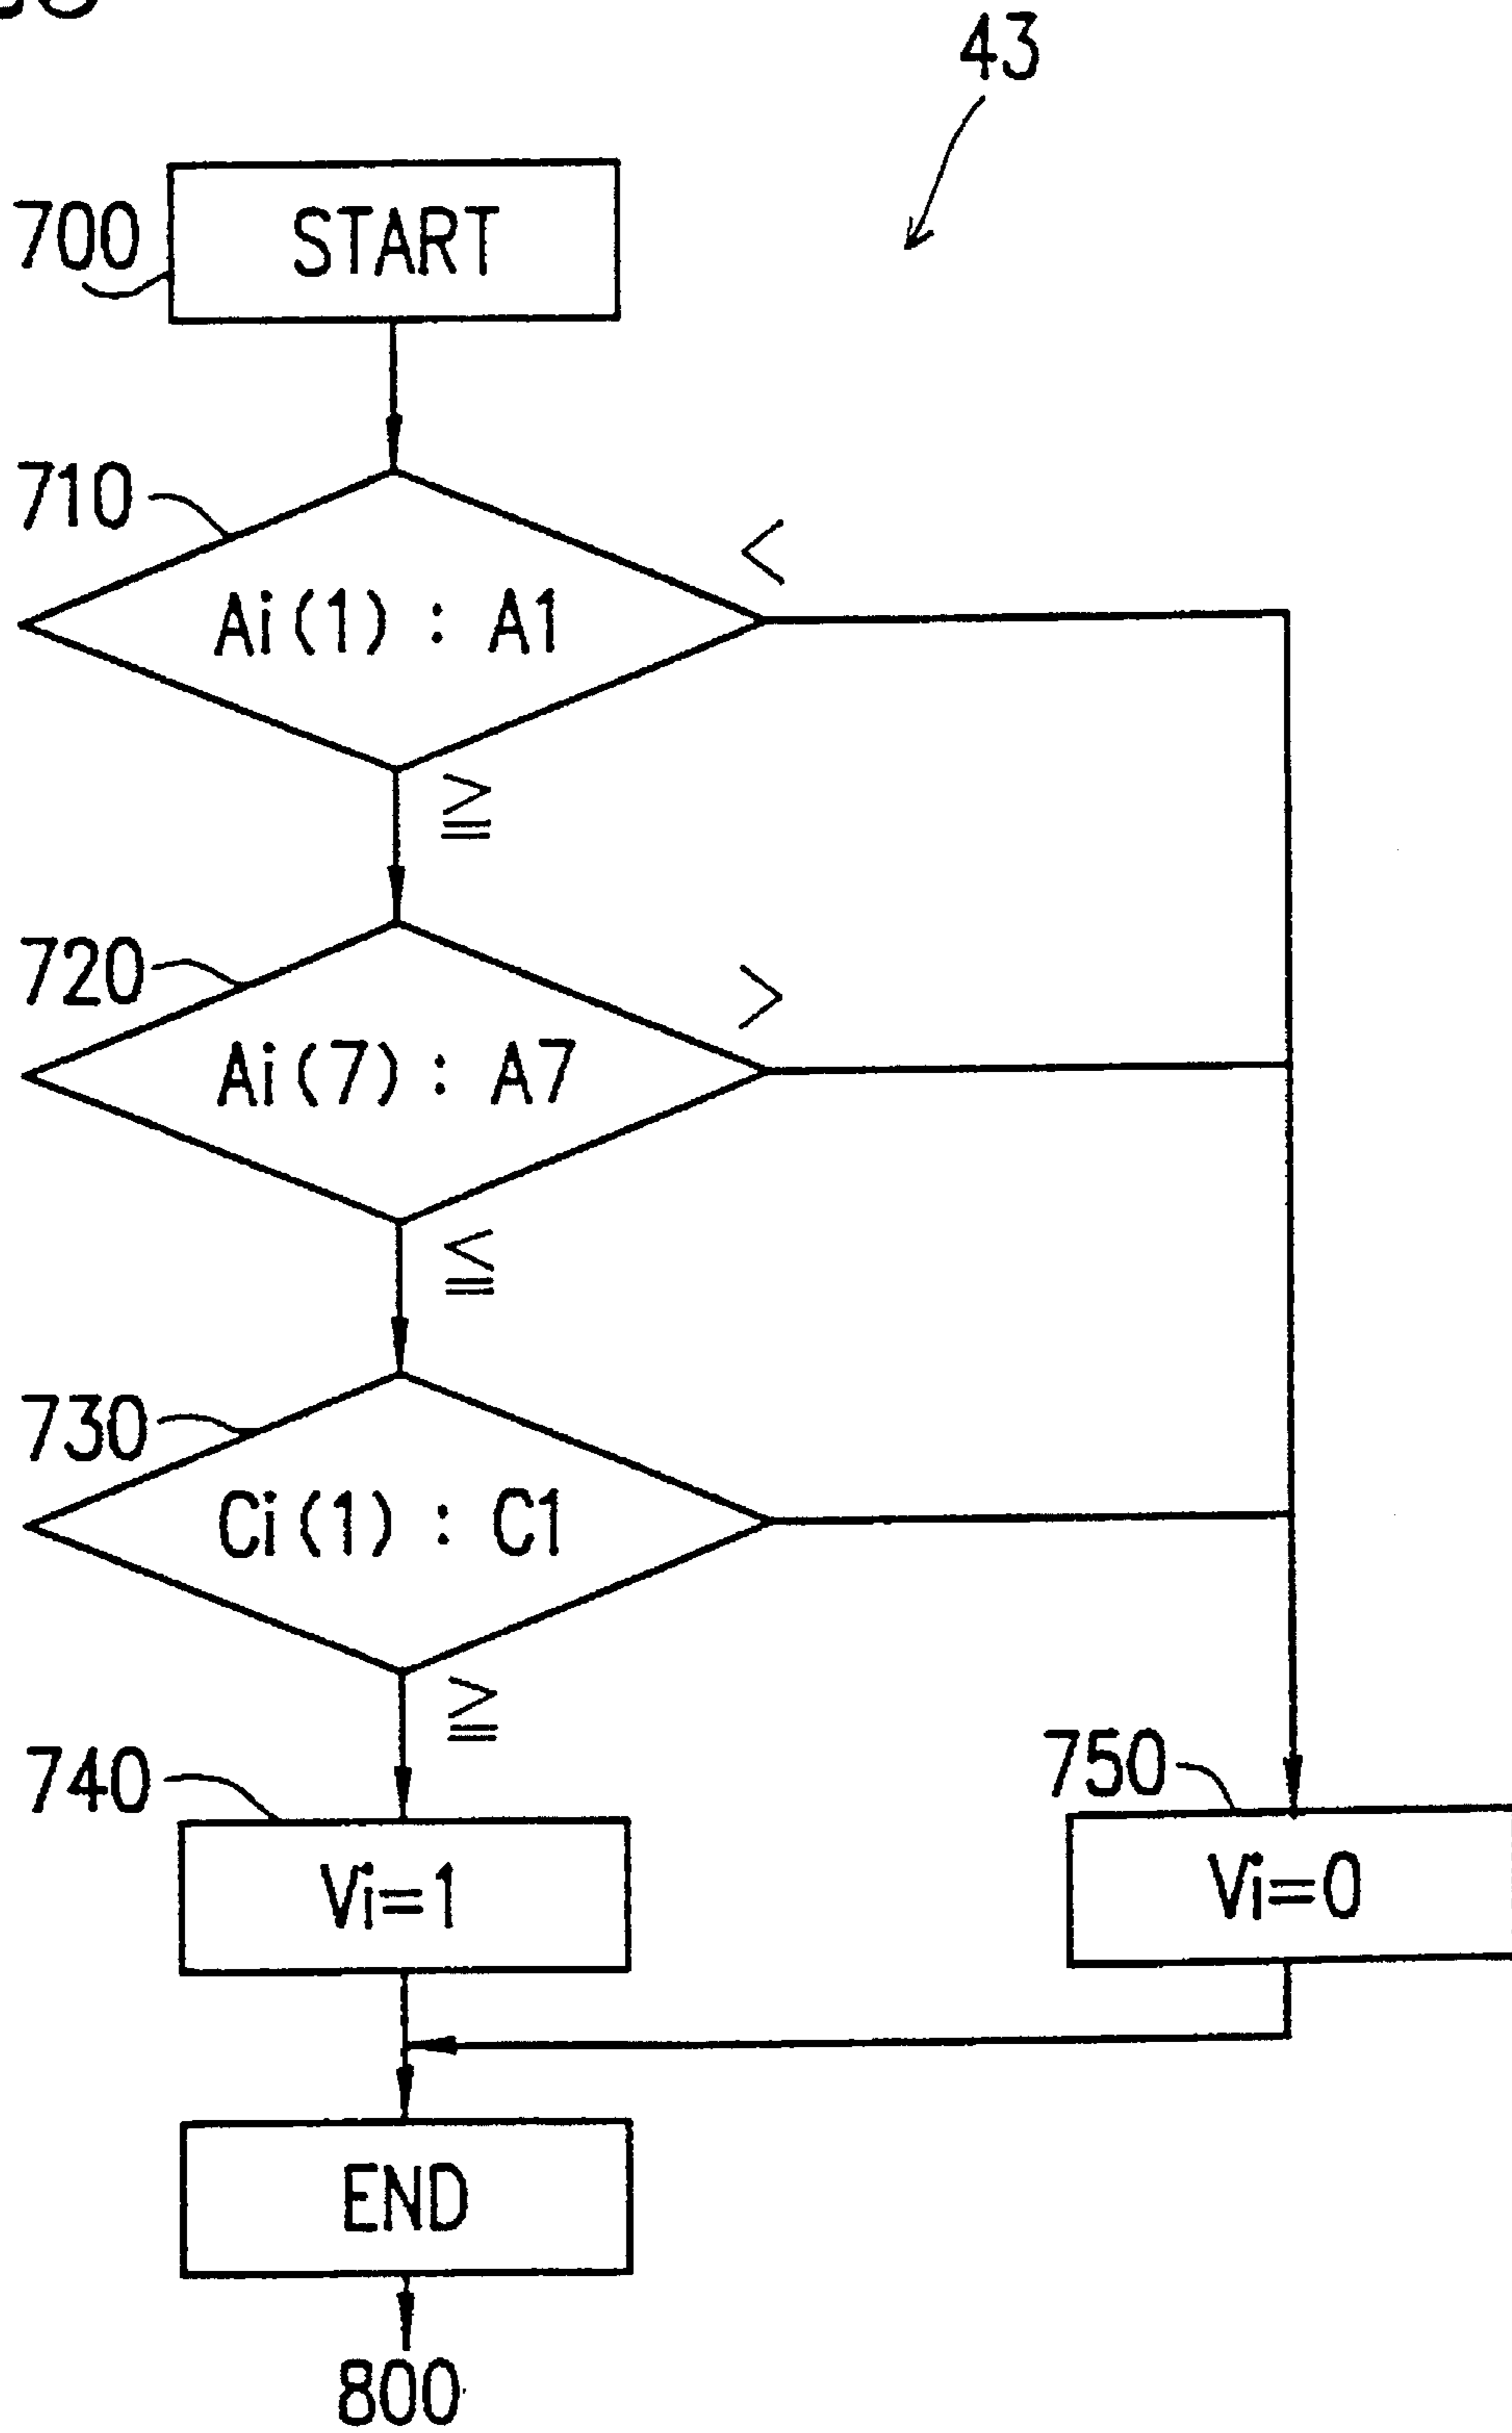 43
700
START
710
<
Ai(1) : A1
≧
720
>
Ai(7) : A7
≦
730
Ci(1) : C1
≧
740
Vi=1
750
Vi=0
END
800